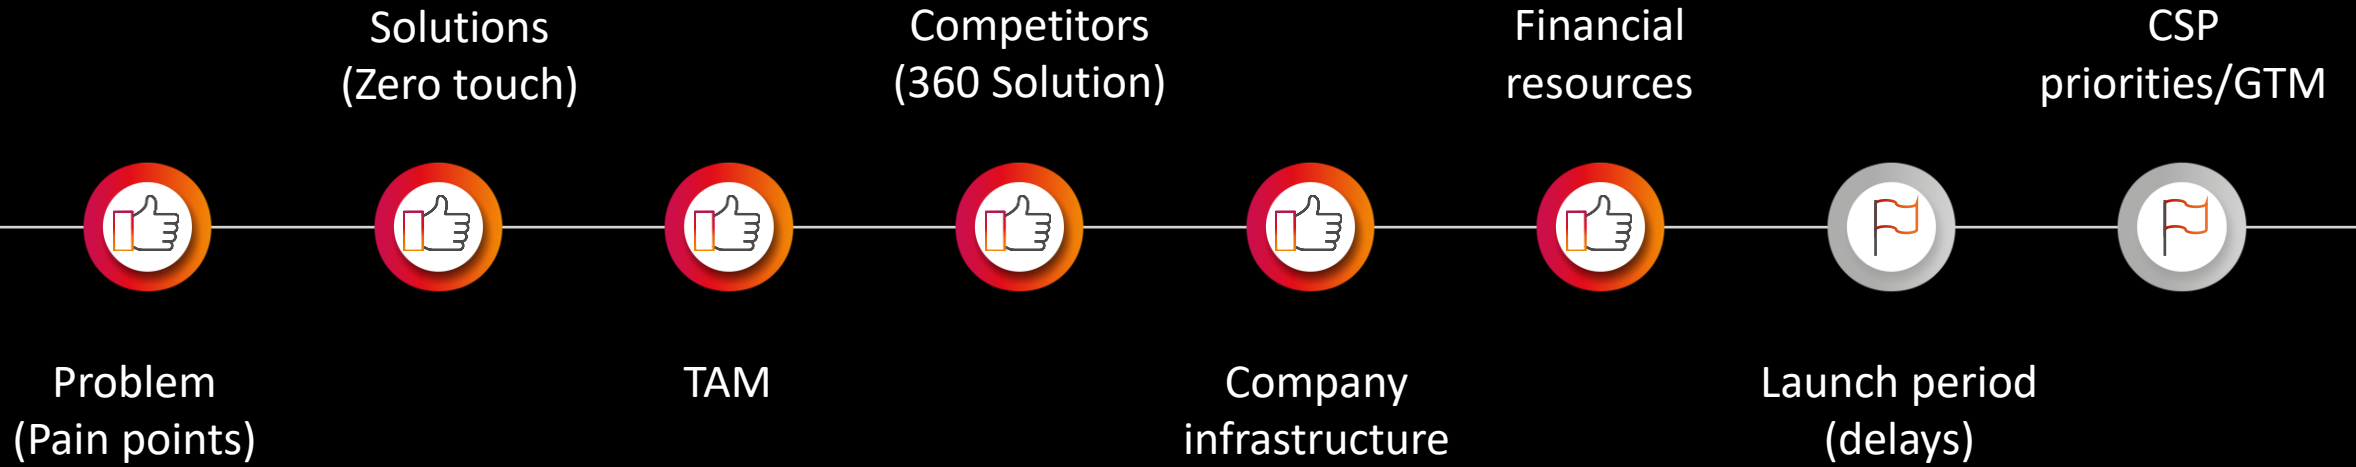 Solutions
(Zero touch)
Competitors
(360 Solution)
Financial
resources
CSP
priorities/GTM
Problem
(Pain points)
TAM
Company
infrastructure
Launch period
(delays)